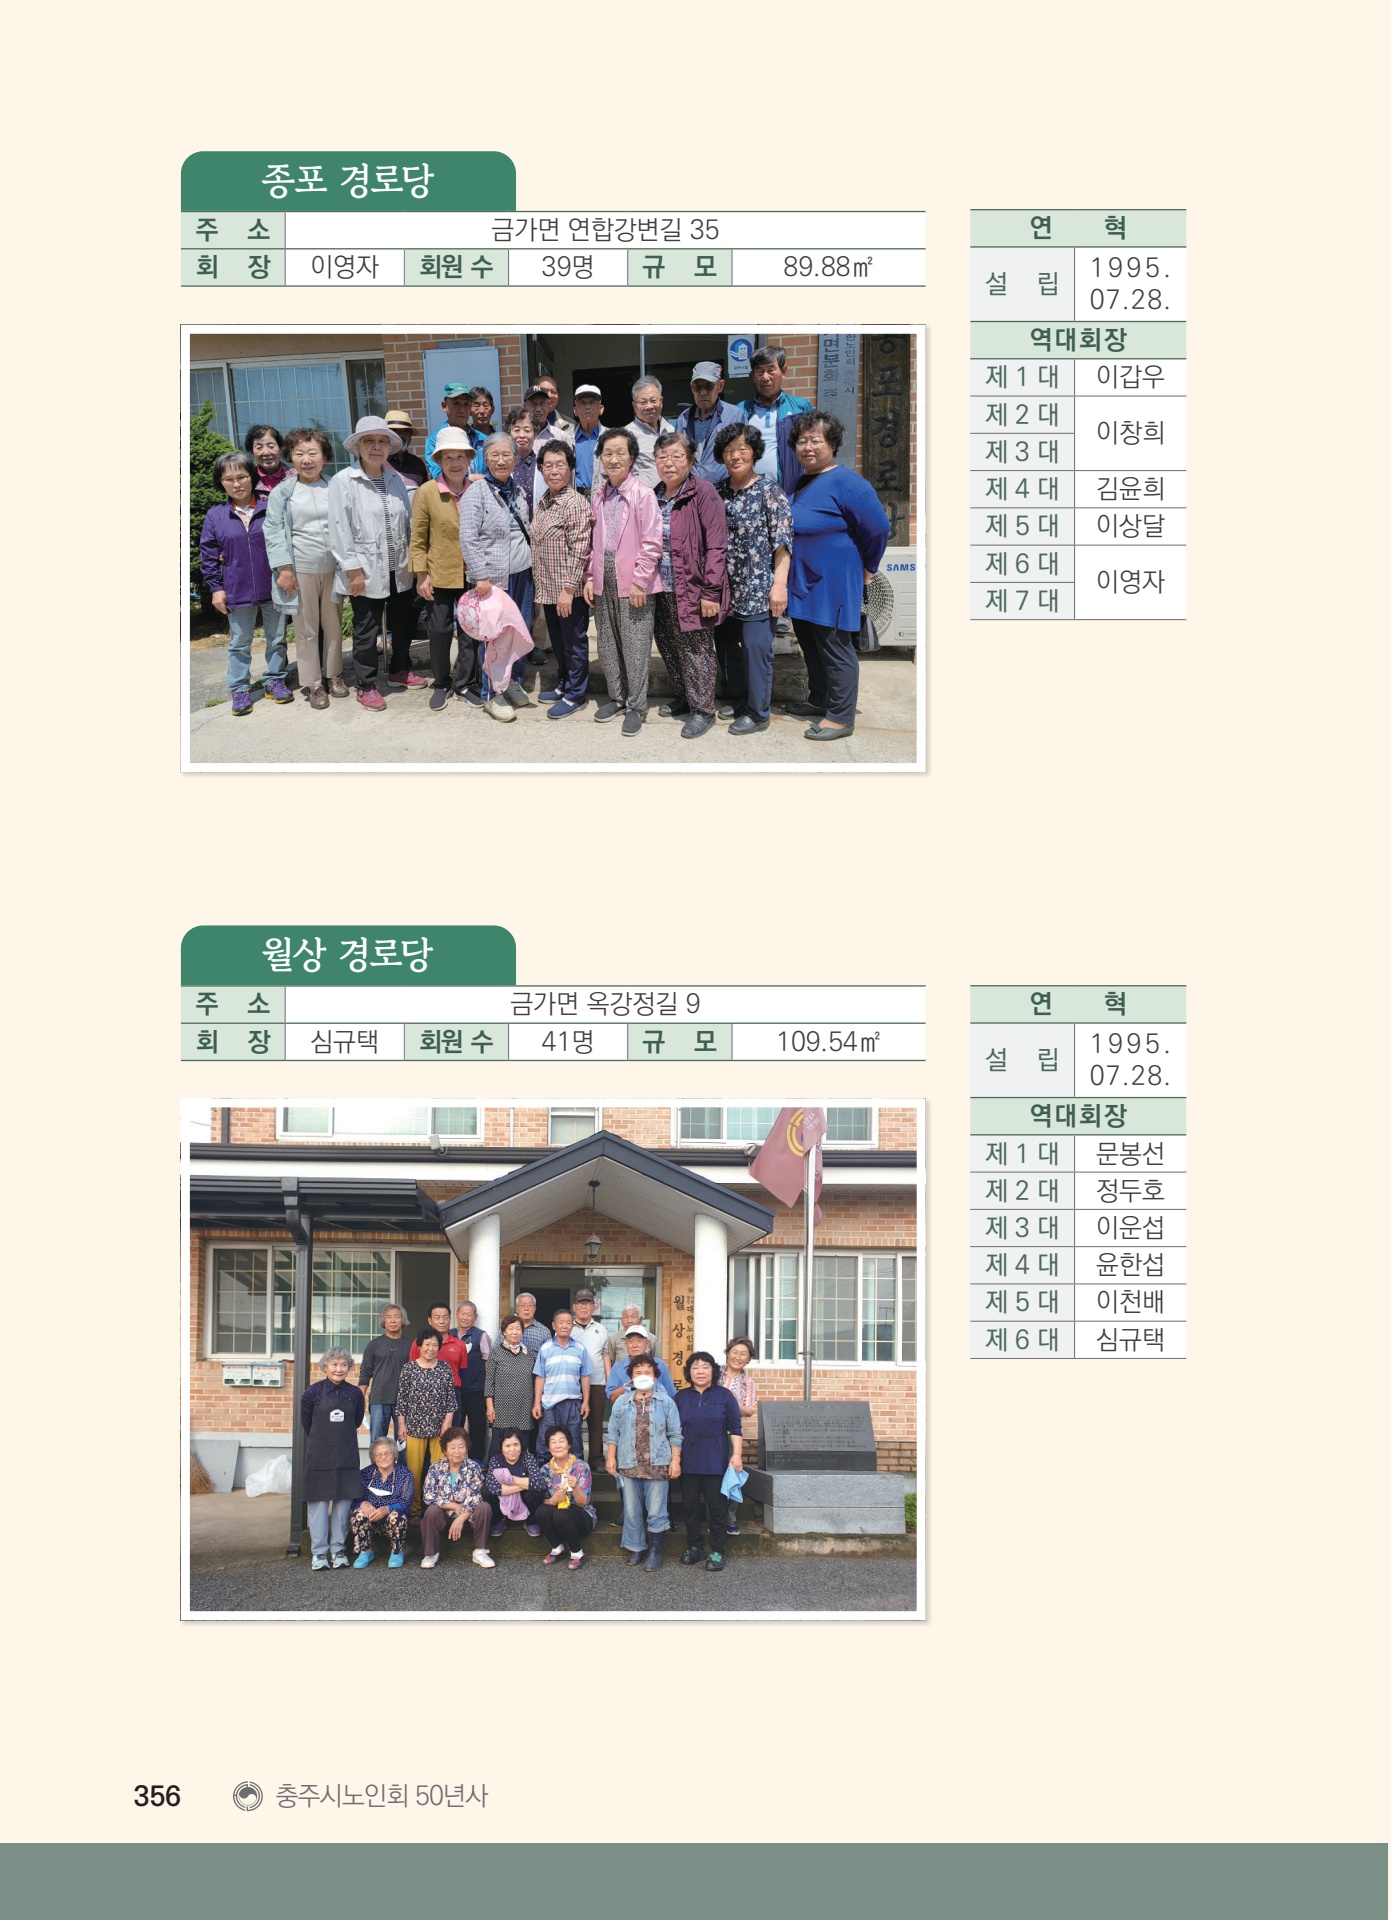 종포 경로당
주 소 금가면 연합강변길 35
회 장 이영자 회원 수 39명 규 모 89.88㎡
연 혁
설 립 1995.
07.28.
역대회장
제 1 대 이갑우
제 2 대 이창희
제 3 대
제 4 대 김윤희
제 5 대 이상달
제 6 대 이영자
제 7 대
포경로
SAMS
월상 경로당
주 소 금가면 옥강정길 9
회 장 심규택 회원 수 41명 규 모 109.54㎡
연 혁
설 립 1995.
07.28.
역대회장
제 1 대 문봉선
제 2 대 정두호
제 3 대 이운섭
제 4 대 윤한섭
제 5 대 이천배
제 6 대 심규택
대한노인회
월상경로
356 충주시노인회 50년사